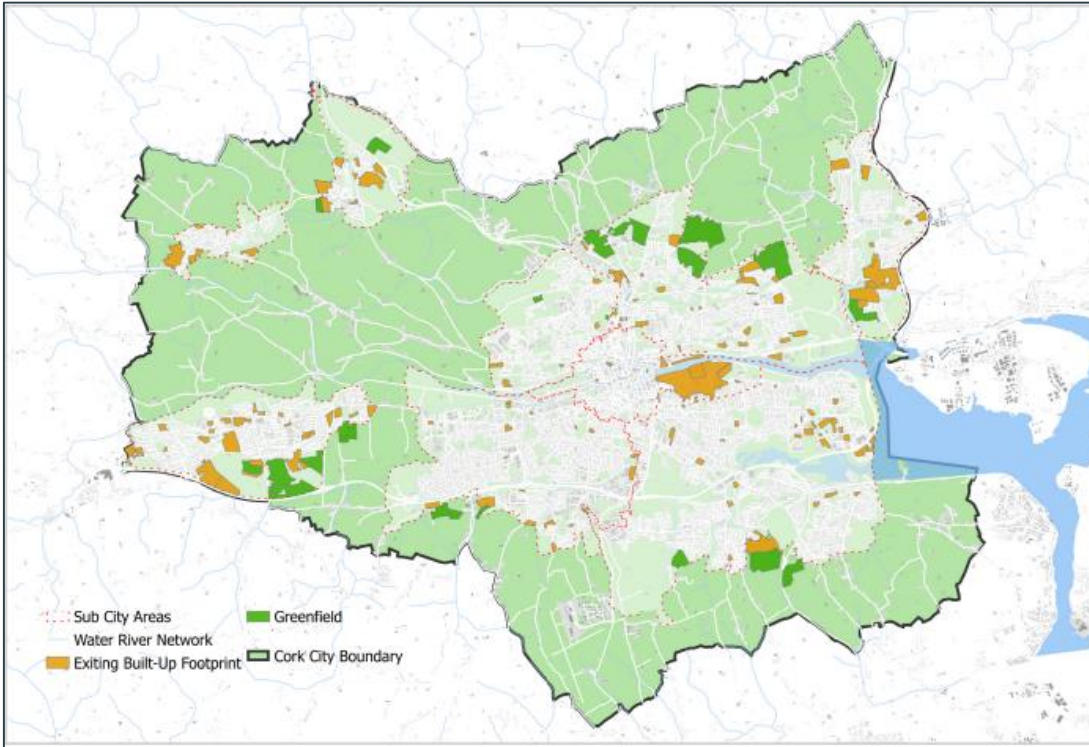 Sub City Areas
Water River Network
Exiting Built-Up Footprint
Greenfield
Cork City Boundary